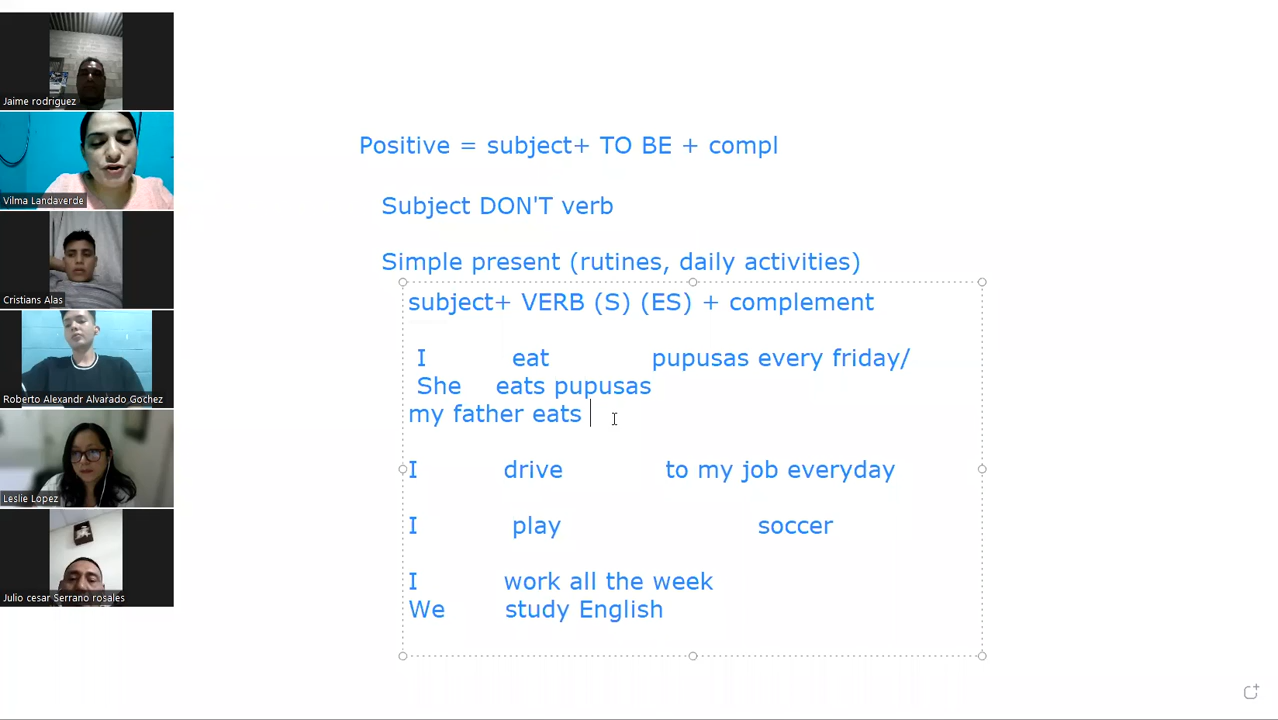 Jaime rodriguez
Vilma Landaverde
Cristians Alas
Roberto Alexandr Alvarado Gochez
Leslie Lopez
Julio cesar Serrano rosales
Positive = subject+ TO BE + compl
Subject DON'T verb
Simple present (rutines, daily activities)
subject+ VERB (S) (ES) + complement
I eat pupusas every friday/
She eats pupusas
my father eats
I drive to my job everyday
I play soccer
I work all the week
We study English